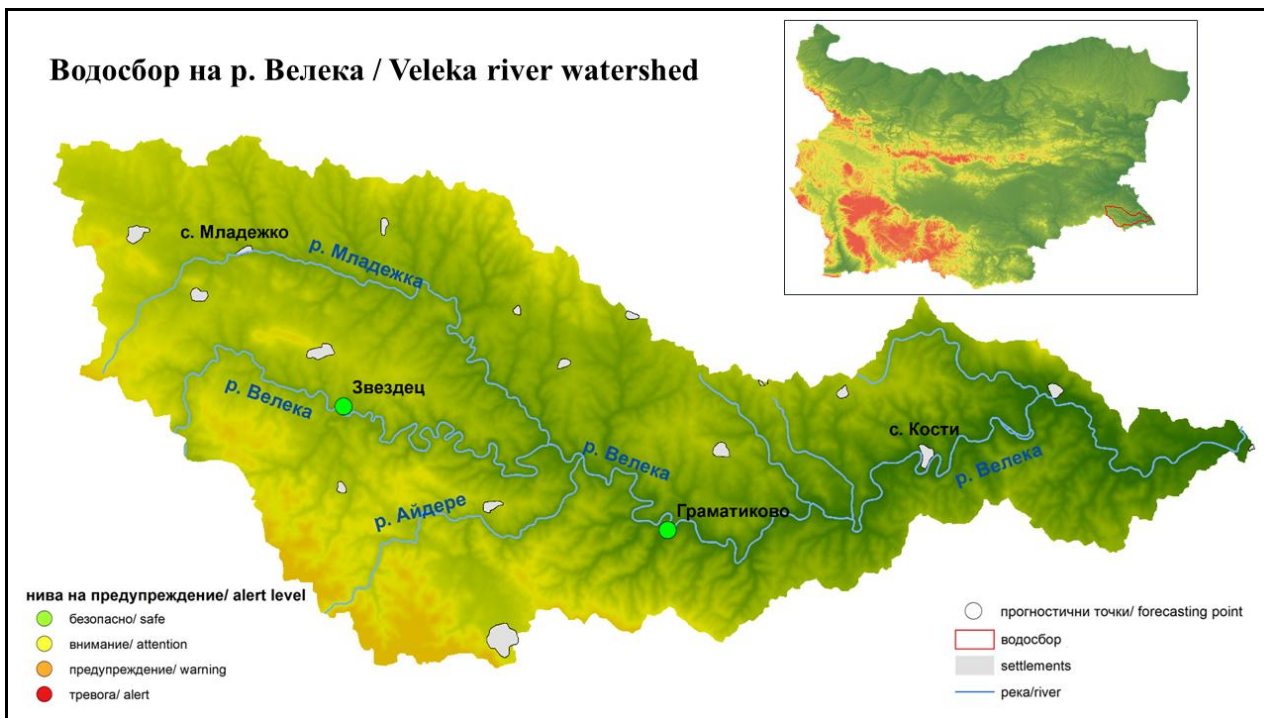 Водосбор на р. Велека / Veleka river watershed
с. Младежко
р. Младежка
Звездец
р. Велека
р. Велека
с. Кости
р. Велека
р. Айдере
Граматиково
нива на предупреждение/ alert level
безопасно/ safe
внимание/ attention
предупреждение/ warning
тревога/ alert
прогностични точки/ forecasting point
водосбор
settlements
река/river